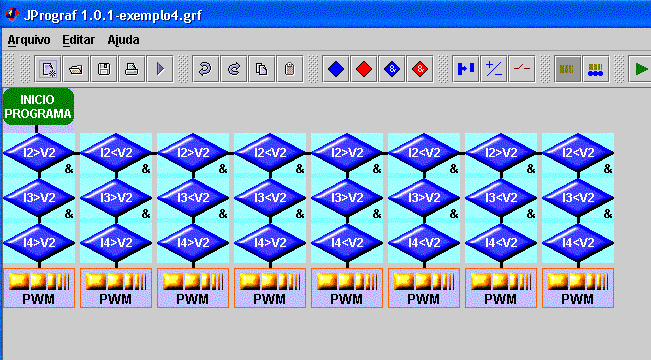 JPrograf 1.0.1-exemplo4.grf
Arquivo Editar Ajuda
& &
+/-
INICIO
PROGRAMA
I2>V2 I2<V2 I2>V2 I2<V2 I2>V2 I2<V2 I2>V2 I2<V2
& & & & & & & &
I3>V2 I3>V2 I3<V2 I3<V2 I3>V2 I3>V2 I3<V2 I3<V2
& & & & & & & &
I4>V2 I4>V2 I4>V2 I4>V2 I4<V2 I4<V2 I4<V2 I4<V2
PWM PWM PWM PWM PWM PWM PWM PWM